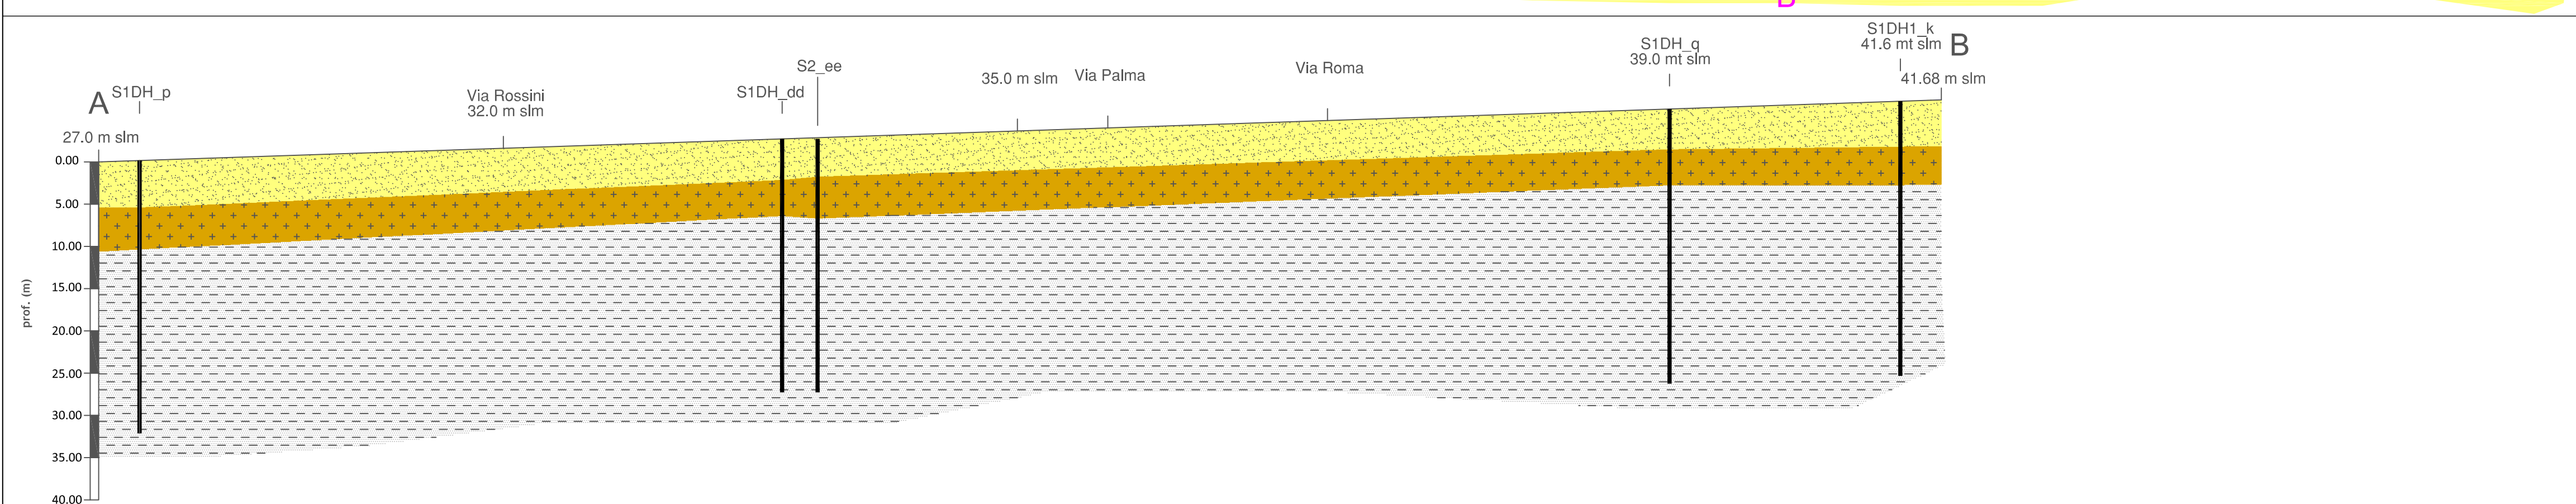 D
S1DH1_k
41.6 mt slm
B
S1DH_q
39.0 mt slm
S2_ee
Via Roma
35.0 m slm
Via Palma
41.68 m slm
A
S1DH_p
Via Rossini
32.0 m slm
S1DH_dd
27.0 m slm
0.00
5.00
10.00
15.00
20.00
25.00
30.00
35.00
40.00
prof. (m)